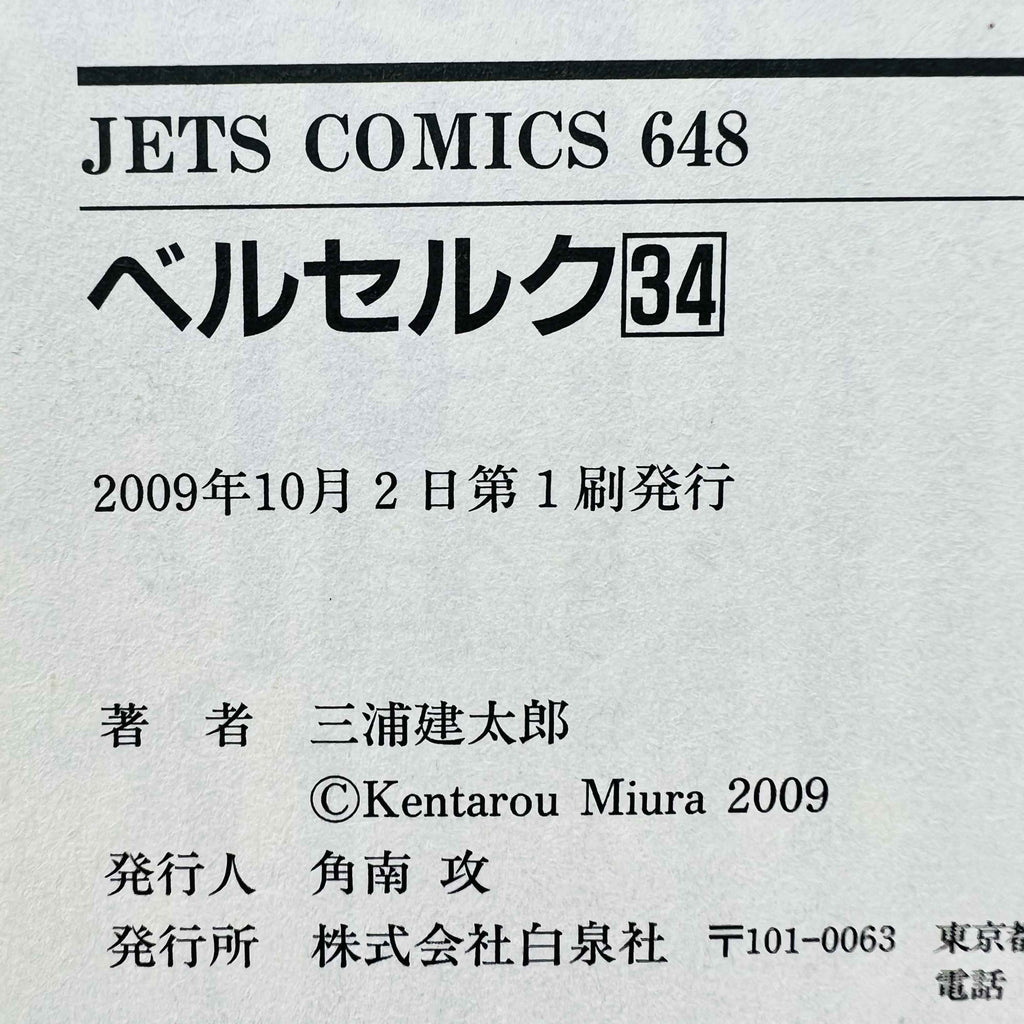 JETS COMICS 648
ベルセルク34
2009年10月2日第1刷発行
著 者 三浦建太郎
©Kentarou Miura 2009
発行人 角南 攻
発行所 株式会社白泉社 〒101-0063 東京都
電話